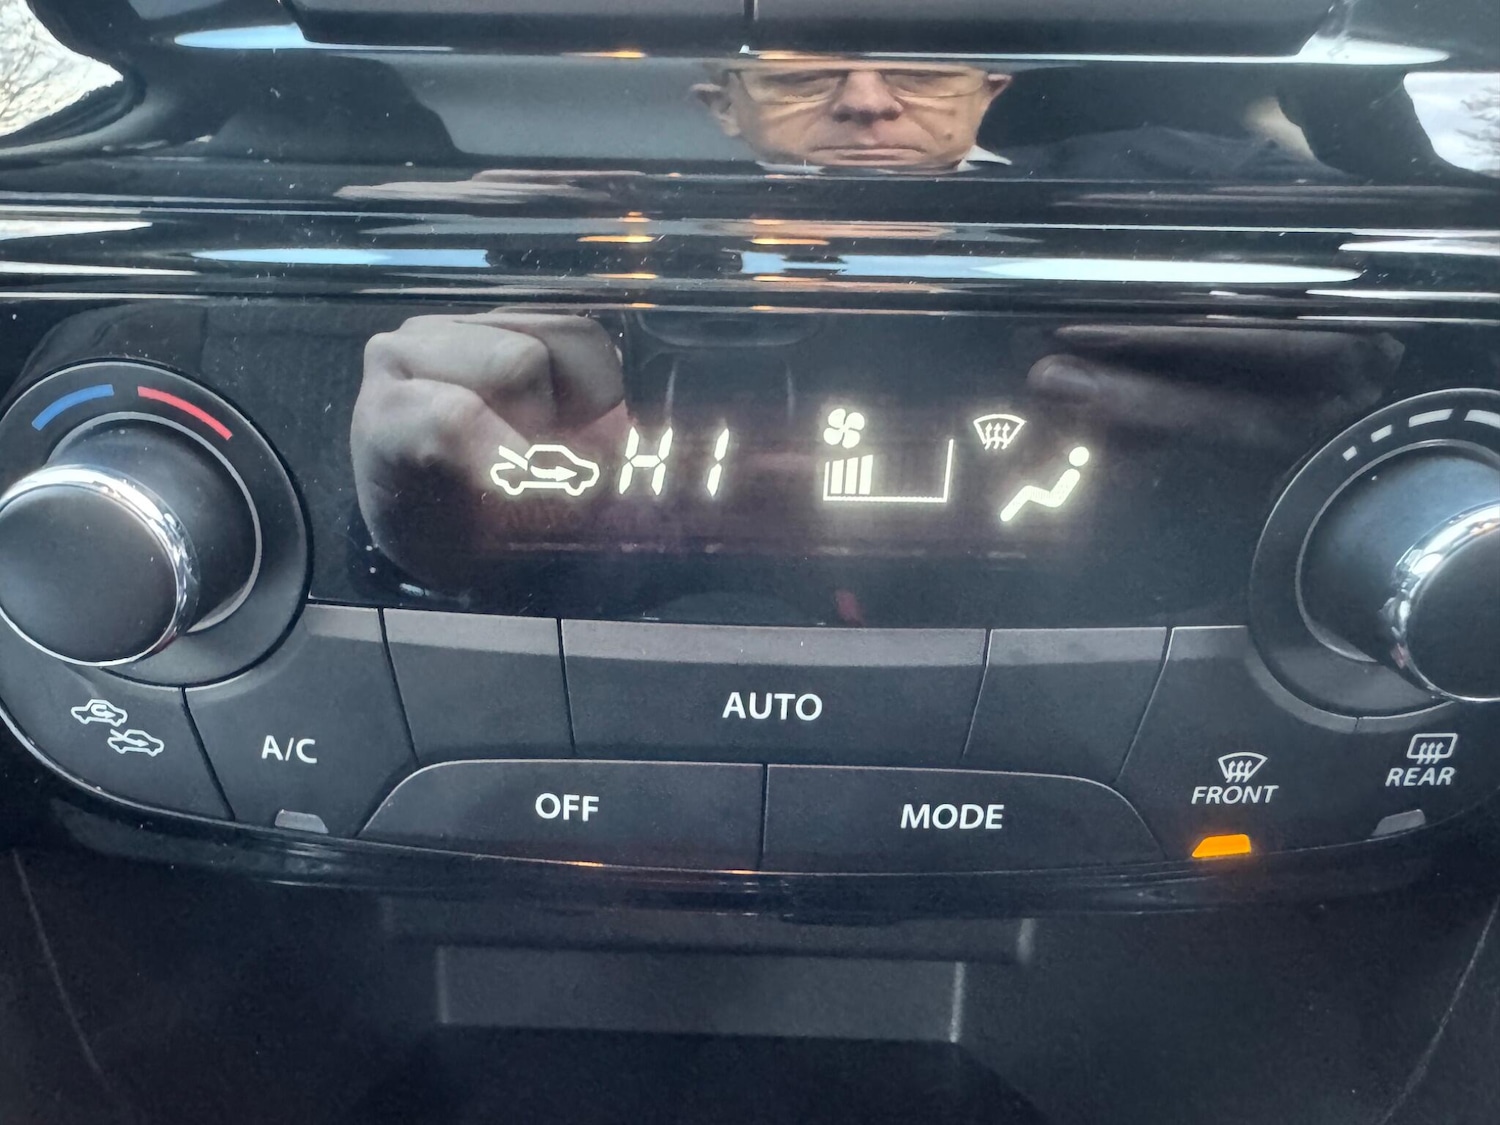 HI
AUTO
A/C
OFF
MODE
FRONT
REAR